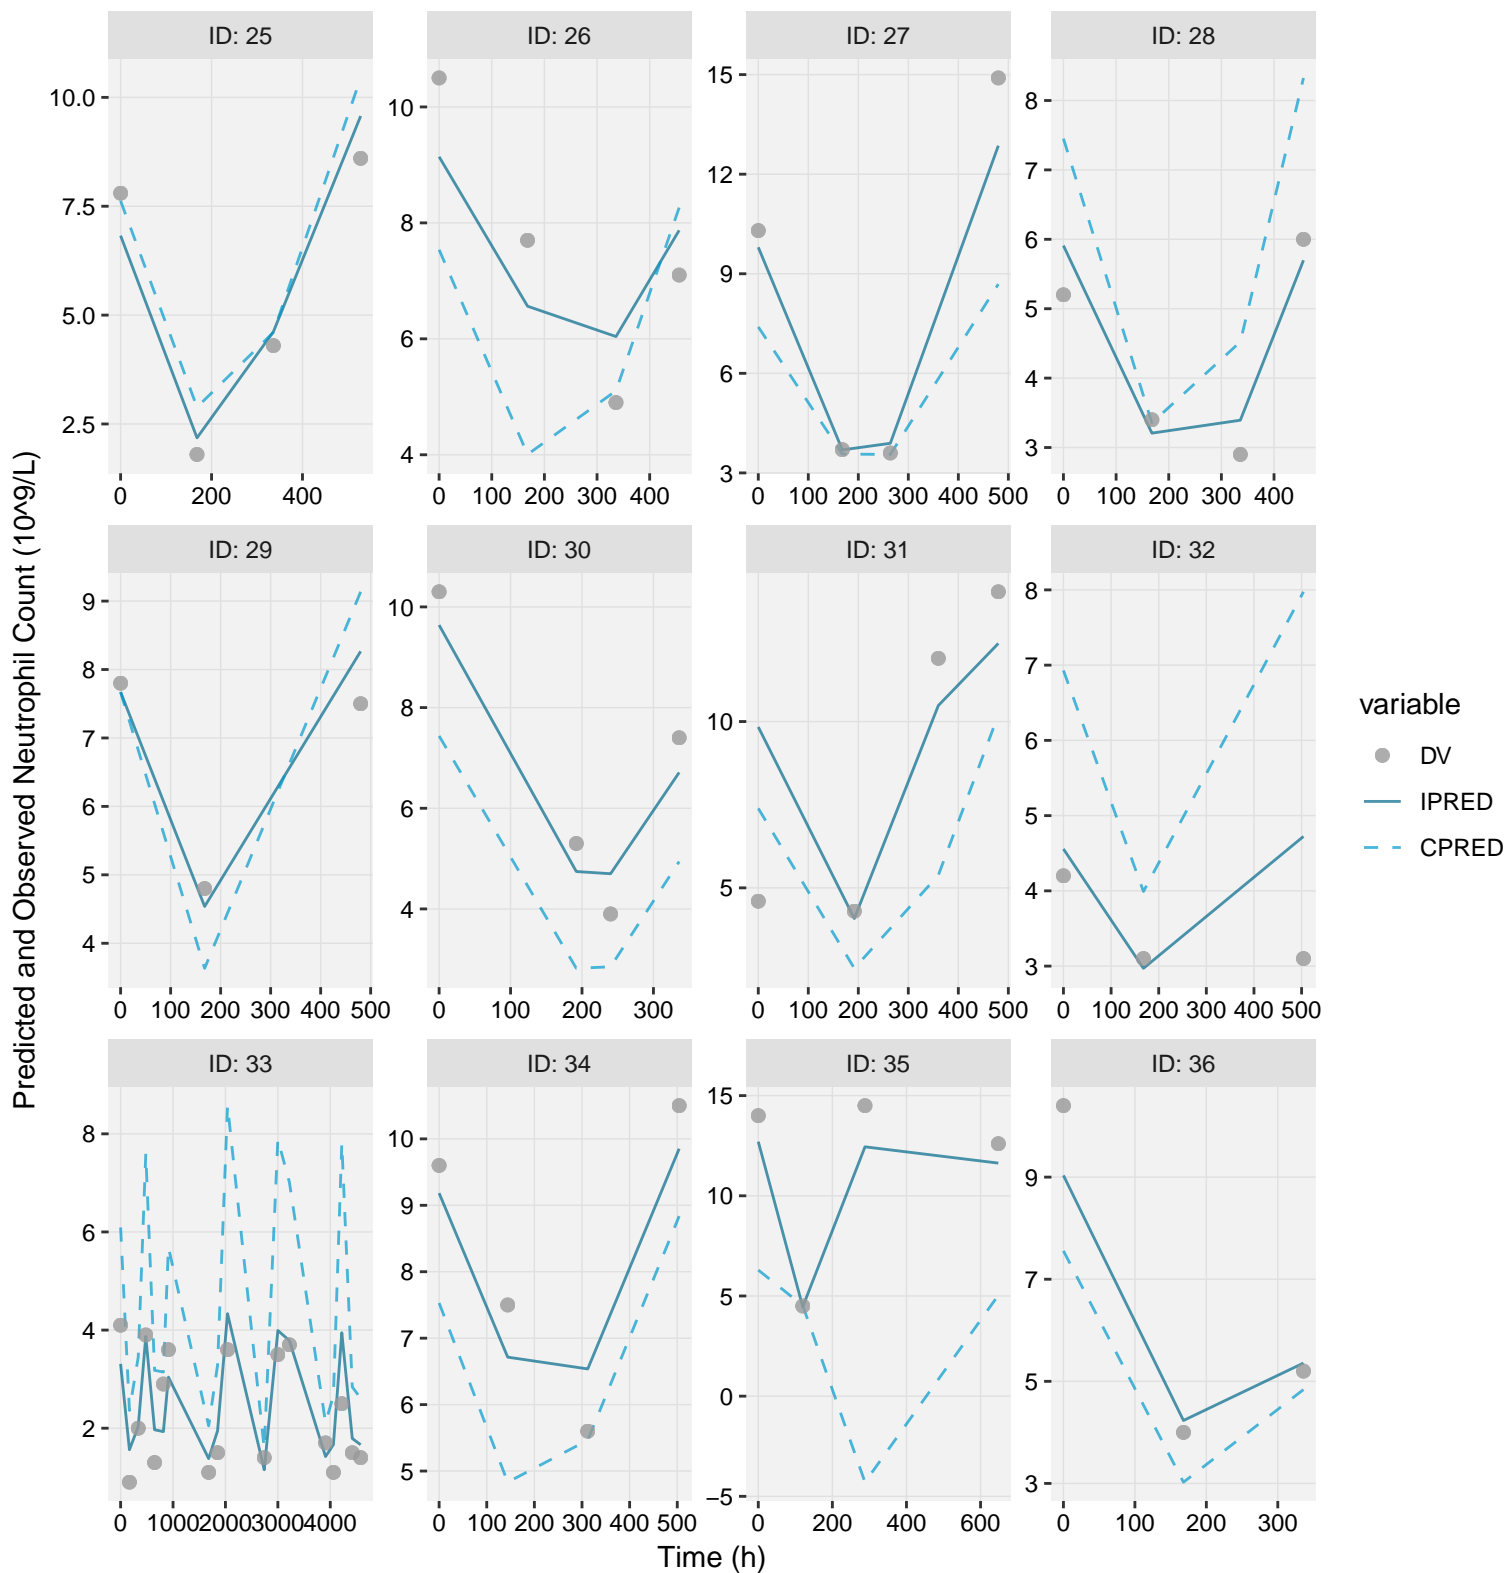 Predicted and Observed Neutrophil Count (10^9/L)
ID: 25
ID: 26
ID: 27
ID: 28
10.0
7.5
5.0
2.5
0 200 400
10
8
6
4
0 100 200 300 400
15
12
9
6
3
0 100 200 300 400 500
8
7
6
5
4
3
0 100 200 300 400
ID: 29
ID: 30
ID: 31
ID: 32
9
8
7
6
5
4
0 100 200 300 400 500
10
8
6
4
0 100 200 300
10
5
0 100 200 300 400 500
8
7
6
5
4
3
0 100 200 300 400 500
ID: 33
ID: 34
ID: 35
ID: 36
8
6
4
2
0 1000 2000 3000 4000
10
9
8
7
6
5
0 100 200 300 400 500
15
10
5
0
−5
0 200 400 600
9
7
5
3
0 100 200 300
Time (h)
variable
DV
IPRED
CPRED